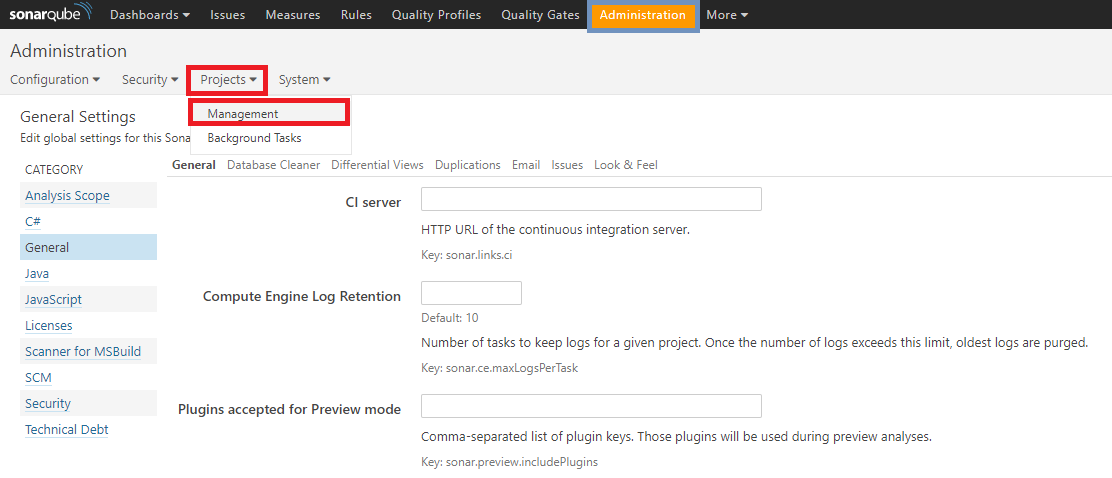 sonarqube Dashboards Issues Measures Rules Quality Profiles Quality Gates Administration More
Administration
Configuration Security Projects System
Management
Background Tasks
General Settings
Edit global settings for this Sona
CATEGORY
Analysis Scope
C#
General
Java
JavaScript
Licenses
Scanner for MSBuild
SCM
Security
Technical Debt
General Database Cleaner Differential Views Duplications Email Issues Look & Feel
CI server
HTTP URL of the continuous integration server.
Key: sonar.links.ci
Compute Engine Log Retention
Default: 10
Number of tasks to keep logs for a given project. Once the number of logs exceeds this limit, oldest logs are purged.
Key: sonar.ce.maxLogsPerTask
Plugins accepted for Preview mode
Comma-separated list of plugin keys. Those plugins will be used during preview analyses.
Key: sonar.preview.includePlugins